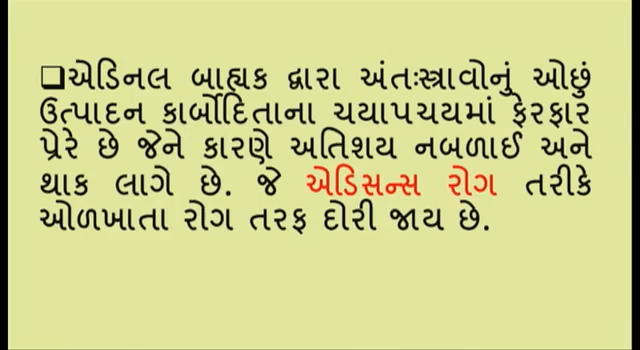 ❑એડિનલ બાહ્યક દ્વારા અંતઃસ્ત્રાવોનું ઓછું
ઉત્પાદન કાર્બોદિતાના ચયાપચયમાં ફેરફાર
પ્રેરે છે જેને કારણે અતિશય નબળાઈ અને
થાક લાગે છે. જે એડિસન્સ રોગ તરીકે
ઓળખાતા રોગ તરફ દોરી જાય છે.